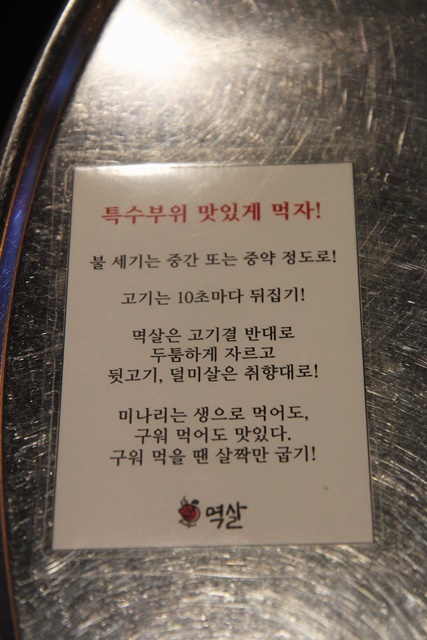 특수부위 맛있게 먹자!
불 세기는 중간 또는 중약 정도로!
고기는 10초마다 뒤집기!
멱살은 고기결 반대로
두툼하게 자르고
뒷고기, 덜미살은 취향대로!
미나리는 생으로 먹어도,
구워 먹어도 맛있다.
구워 먹을 땐 살짝만 굽기!
멱살